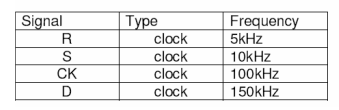 Signal Type Frequency
R clock 5kHz
S clock 10kHz
CK clock 100kHz
D clock 150kHz